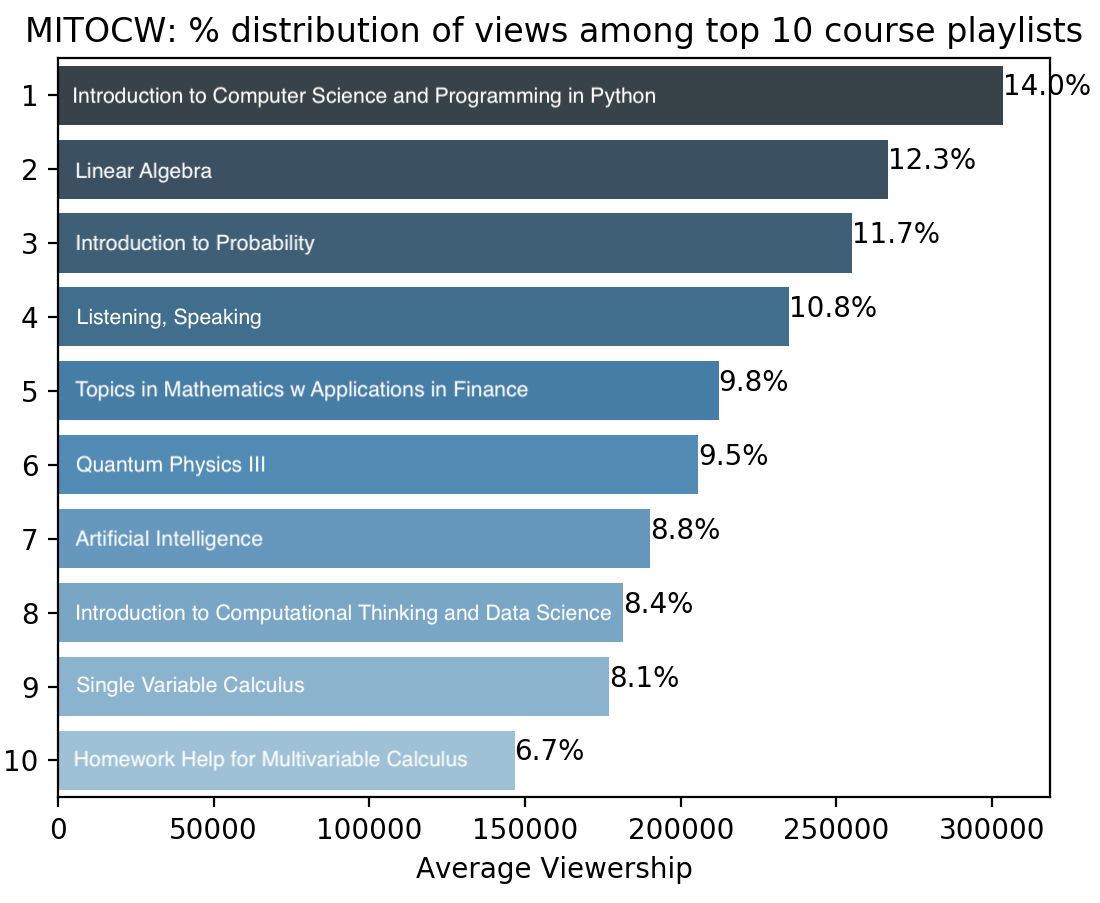 MITOCW: % distribution of views among top 10 course playlists
1 Introduction to Computer Science and Programming in Python 14.0%
2 Linear Algebra 12.3%
3 Introduction to Probability 11.7%
4 Listening, Speaking 10.8%
5 Topics in Mathematics w Applications in Finance 9.8%
6 Quantum Physics III 9.5%
7 Artificial Intelligence 8.8%
8 Introduction to Computational Thinking and Data Science 8.4%
9 Single Variable Calculus 8.1%
10 Homework Help for Multivariable Calculus 6.7%
0 50000 100000 150000 200000 250000 300000
Average Viewership